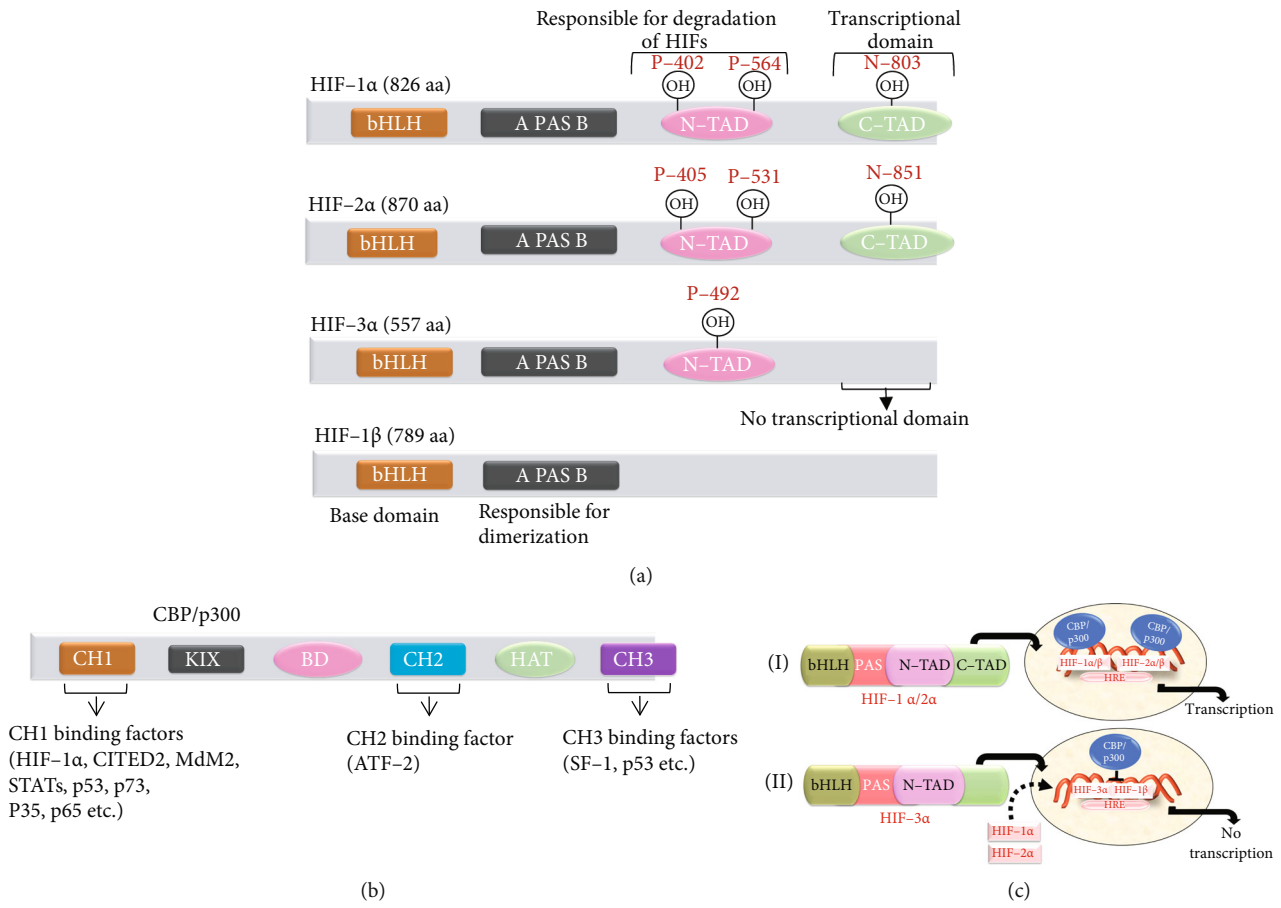 Responsible for degradation
of HIFs
Transcriptional
domain
P–402
P–564
N–803
OH
OH
OH
HIF–1α (826 aa)
bHLH
A PAS B
N–TAD
C–TAD
P–405
P–531
N–851
OH
OH
OH
HIF–2α (870 aa)
bHLH
A PAS B
N–TAD
C–TAD
P–492
OH
HIF–3α (557 aa)
bHLH
A PAS B
N–TAD
No transcriptional domain
HIF–1β (789 aa)
bHLH
A PAS B
Base domain
Responsible for
dimerization
(a)
CBP/p300
CH1
KIX
BD
CH2
HAT
CH3
CH1 binding factors
(HIF–1α, CITED2, MdM2,
STATs, p53, p73,
P35, p65 etc.)
CH2 binding factor
(ATF–2)
CH3 binding factors
(SF–1, p53 etc.)
(b)
(I)
bHLH
PAS
N–TAD
C–TAD
HIF–1 α/2α
CBP/
p300
CBP/
p300
HIF–1α/β
HIF–2α/β
HRE
Transcription
(II)
bHLH
PAS
N–TAD
HIF–3α
HIF–1α
HIF–2α
CBP/
p300
HIF–3α
HIF–1β
HRE
No
transcription
(c)